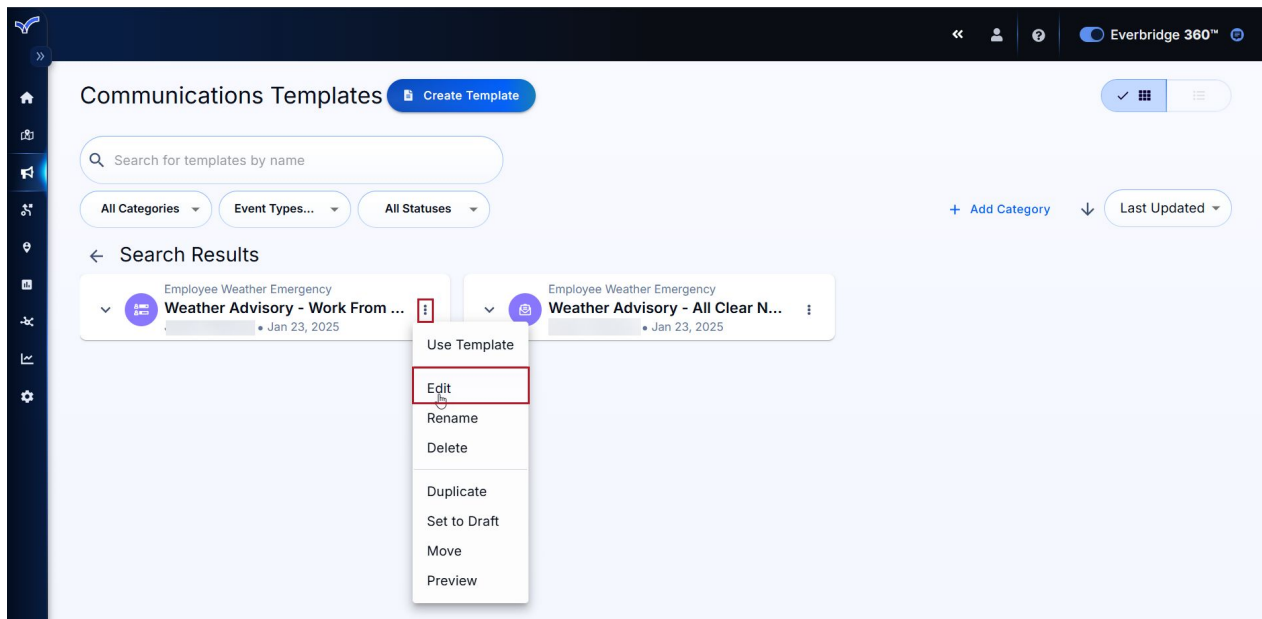 Everbridge 360™
Communications Templates
Create Template
Search for templates by name
All Categories
Event Types...
All Statuses
+ Add Category
Last Updated
Search Results
Employee Weather Emergency
Weather Advisory - Work From ...
• Jan 23, 2025
Employee Weather Emergency
Weather Advisory - All Clear N...
• Jan 23, 2025
Use Template
Edit
Rename
Delete
Duplicate
Set to Draft
Move
Preview